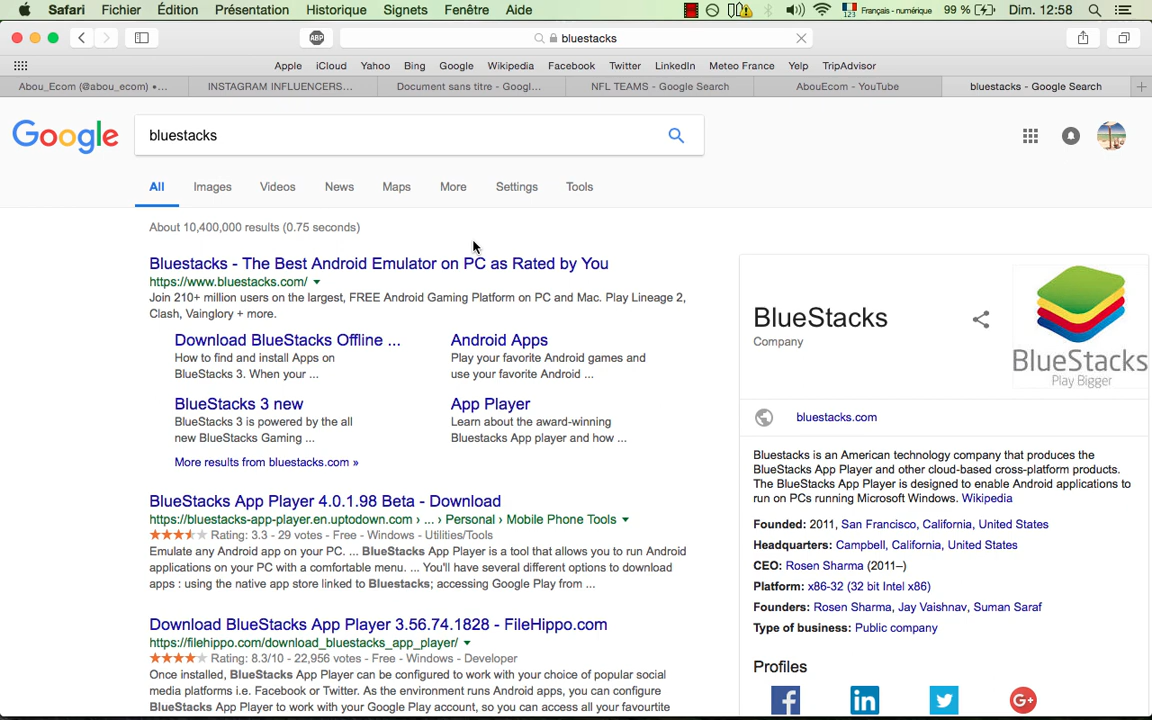 Safari Fichier Édition Présentation Historique Signets Fenêtre Aide 123 Français - numérique 99 % Dim. 12:58
ABP bluestacks
Apple iCloud Yahoo Bing Google Wikipedia Facebook Twitter LinkedIn Meteo France Yelp TripAdvisor
Abou_Ecom (@abou_ecom) •... INSTAGRAM INFLUENCERS... Document sans titre - Googl... NFL TEAMS - Google Search AbouEcom - YouTube bluestacks - Google Search
Google bluestacks
All Images Videos News Maps More Settings Tools
About 10,400,000 results (0.75 seconds)
Bluestacks - The Best Android Emulator on PC as Rated by You
https://www.bluestacks.com/
Join 210+ million users on the largest, FREE Android Gaming Platform on PC and Mac. Play Lineage 2,
Clash, Vainglory + more.
Download BlueStacks Offline ...
How to find and install Apps on
BlueStacks 3. When your ...
Android Apps
Play your favorite Android games and
use your favorite Android ...
BlueStacks 3 new
BlueStacks 3 is powered by the all
new BlueStacks Gaming ...
App Player
Learn about the award-winning
Bluestacks App player and how ...
More results from bluestacks.com »
BlueStacks App Player 4.0.1.98 Beta - Download
https://bluestacks-app-player.en.uptodown.com › ... › Personal › Mobile Phone Tools
Rating: 3.3 - 29 votes - Free - Windows - Utilities/Tools
Emulate any Android app on your PC. ... BlueStacks App Player is a tool that allows you to run Android
applications on your PC with a comfortable menu. ... You'll have several different options to download
apps : using the native app store linked to Bluestacks; accessing Google Play from ...
Download BlueStacks App Player 3.56.74.1828 - FileHippo.com
https://filehippo.com/download_bluestacks_app_player/
Rating: 8.3/10 - 22,956 votes - Free - Windows - Developer
Once installed, BlueStacks App Player can be configured to work with your choice of popular social
media platforms i.e. Facebook or Twitter. As the environment runs Android apps, you can configure
BlueStacks App Player to work with your Google Play account, so you can access all your favourtite
BlueStacks
Company
BlueStacks
Play Bigger
bluestacks.com
Bluestacks is an American technology company that produces the
BlueStacks App Player and other cloud-based cross-platform products.
The BlueStacks App Player is designed to enable Android applications to
run on PCs running Microsoft Windows. Wikipedia
Founded: 2011, San Francisco, California, United States
Headquarters: Campbell, California, United States
CEO: Rosen Sharma (2011–)
Platform: x86-32 (32 bit Intel x86)
Founders: Rosen Sharma, Jay Vaishnav, Suman Saraf
Type of business: Public company
Profiles